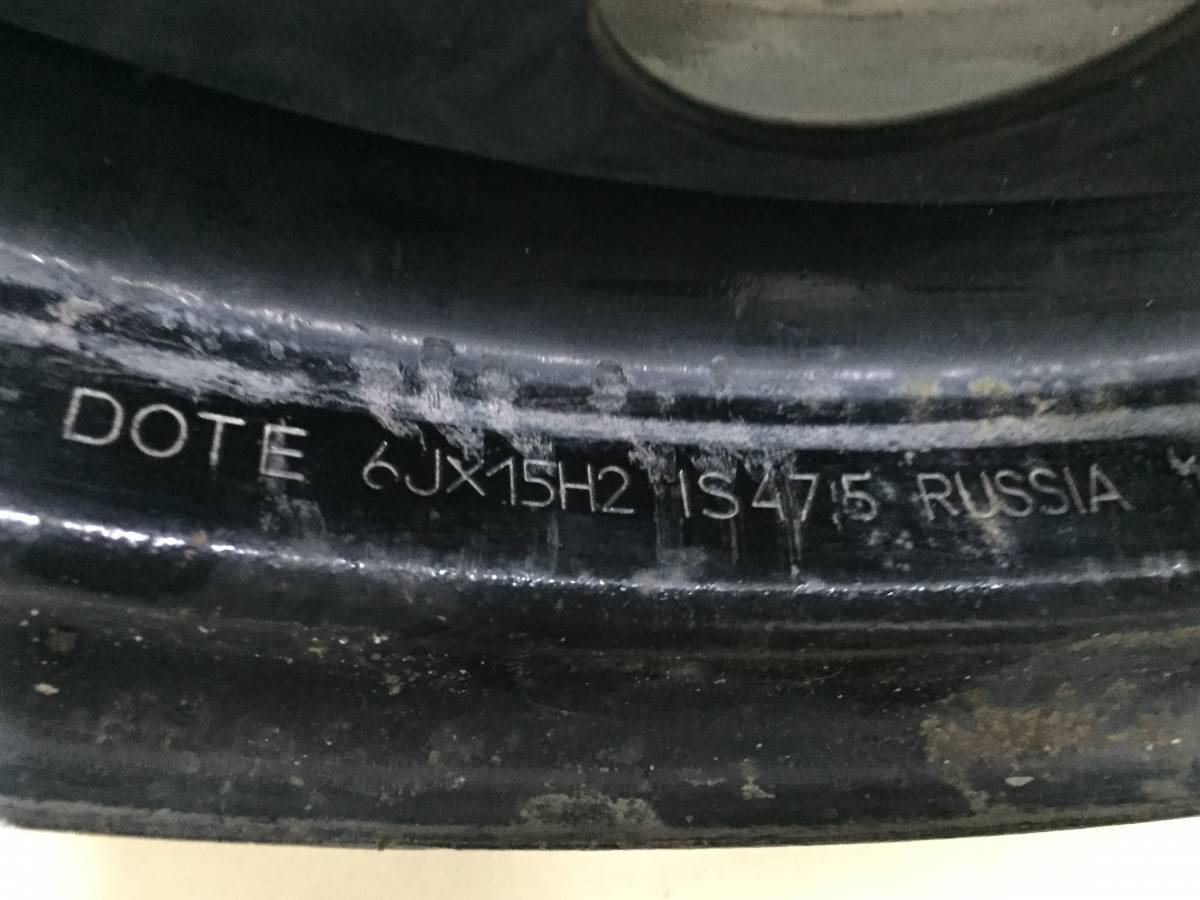 DOT E 6JX15H2 IS47,5 RUSSIA